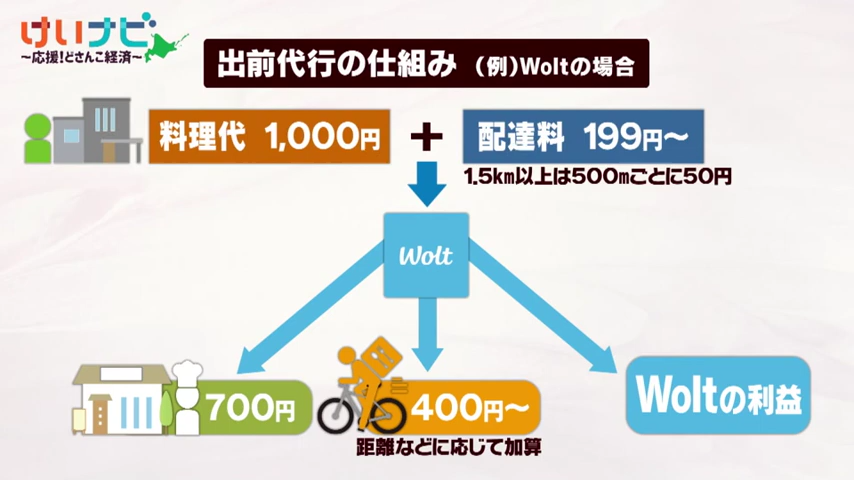 けいナビ
～応援!どさんこ経済～
出前代行の仕組み (例)Woltの場合
料理代 1,000円 + 配達料 199円～
1.5km以上は500mごとに50円
Wolt
700円
400円～
Woltの利益
距離などに応じて加算